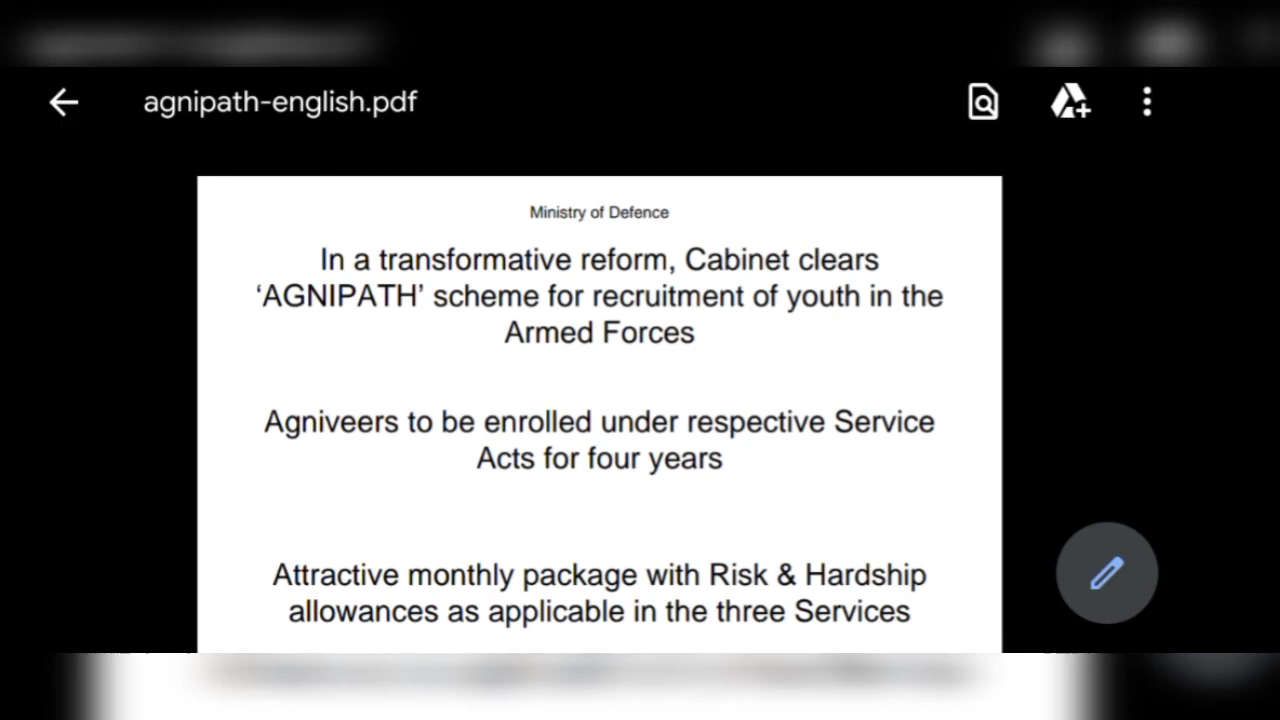 agnipath-english.pdf
Ministry of Defence
In a transformative reform, Cabinet clears
‘AGNIPATH’ scheme for recruitment of youth in the
Armed Forces
Agniveers to be enrolled under respective Service
Acts for four years
Attractive monthly package with Risk & Hardship
allowances as applicable in the three Services